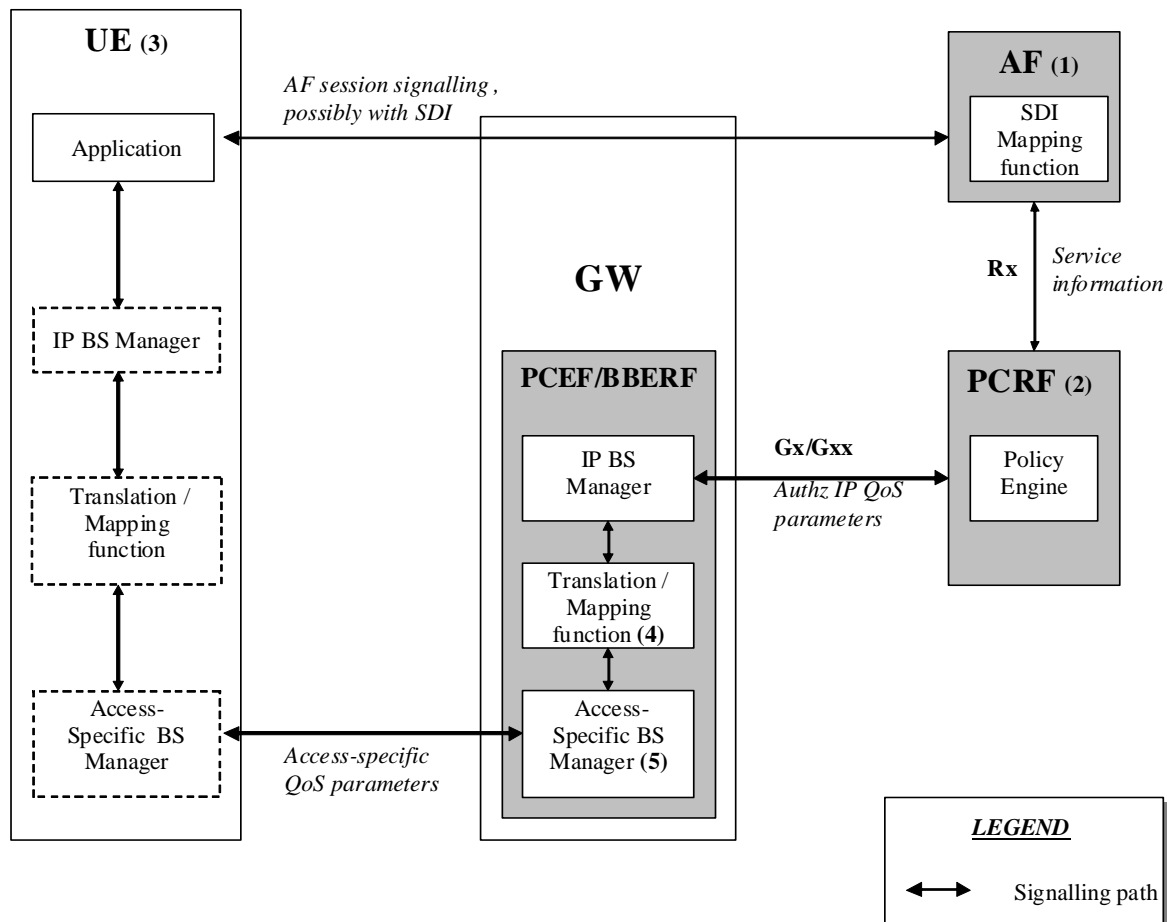 UE (3)
AF session signalling ,
possibly with SDI
AF (1)
SDI
Mapping
function
Application
GW
Rx
Service
information
IP BS Manager
PCEF/BBERF
PCRF (2)
IP BS
Manager
Gx/Gxx
Authz IP QoS
parameters
Policy
Engine
Translation /
Mapping
function
Translation /
Mapping
function (4)
Access-
Specific BS
Manager
Access-specific
QoS parameters
Access-
Specific BS
Manager (5)
LEGEND
Signalling path